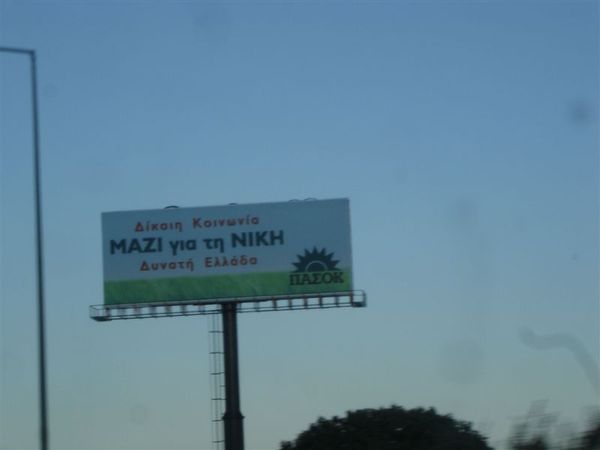 Δίκαιη Κοινωνία
ΜΑΖΙ για τη ΝΙΚΗ
Δυνατή Ελλάδα
ΠΑΣΟΚ